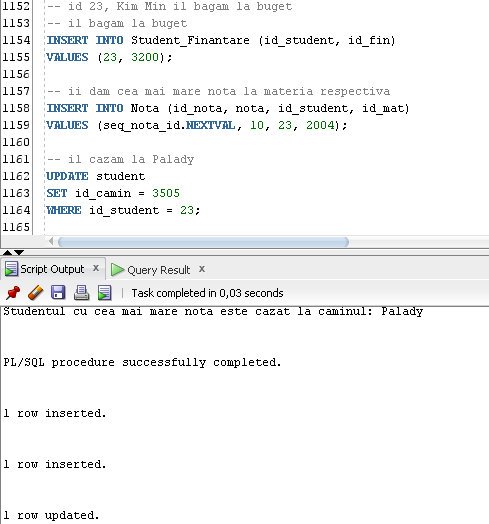 1152 -- id 23, Kim Min il bagam la buget
1153 -- il bagam la buget
1154 INSERT INTO Student_Finantare (id_student, id_fin)
1155 VALUES (23, 3200);
1156
1157 -- ii dam cea mai mare nota la materia respectiva
1158 INSERT INTO Nota (id_nota, nota, id_student, id_mat)
1159 VALUES (seq_nota_id.NEXTVAL, 10, 23, 2004);
1160
1161 -- il cazam la Palady
1162 UPDATE student
1163 SET id_camin = 3505
1164 WHERE id_student = 23;
1165
Script Output x Query Result x
Task completed in 0,03 seconds
Studentul cu cea mai mare nota este cazat la caminul: Palady
PL/SQL procedure successfully completed.
1 row inserted.
1 row inserted.
1 row updated.